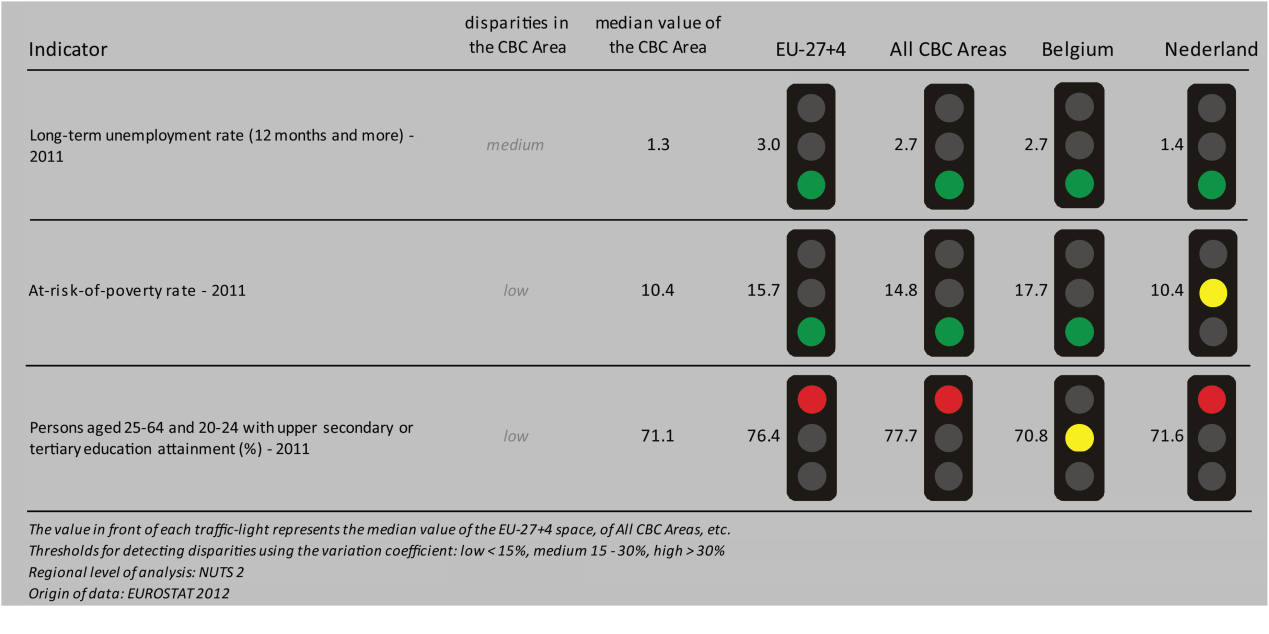 Indicator
disparities in
the CBC Area
median value of
the CBC Area
EU-27+4
All CBC Areas
Belgium
Nederland
Long-term unemployment rate (12 months and more) -
2011
medium
1.3
3.0
2.7
2.7
1.4
At-risk-of-poverty rate - 2011
low
10.4
15.7
14.8
17.7
10.4
Persons aged 25-64 and 20-24 with upper secondary or
tertiary education attainment (%) - 2011
low
71.1
76.4
77.7
70.8
71.6
The value in front of each traffic-light represents the median value of the EU-27+4 space, of All CBC Areas, etc.
Thresholds for detecting disparities using the variation coefficient: low < 15%, medium 15 - 30%, high > 30%
Regional level of analysis: NUTS 2
Origin of data: EUROSTAT 2012